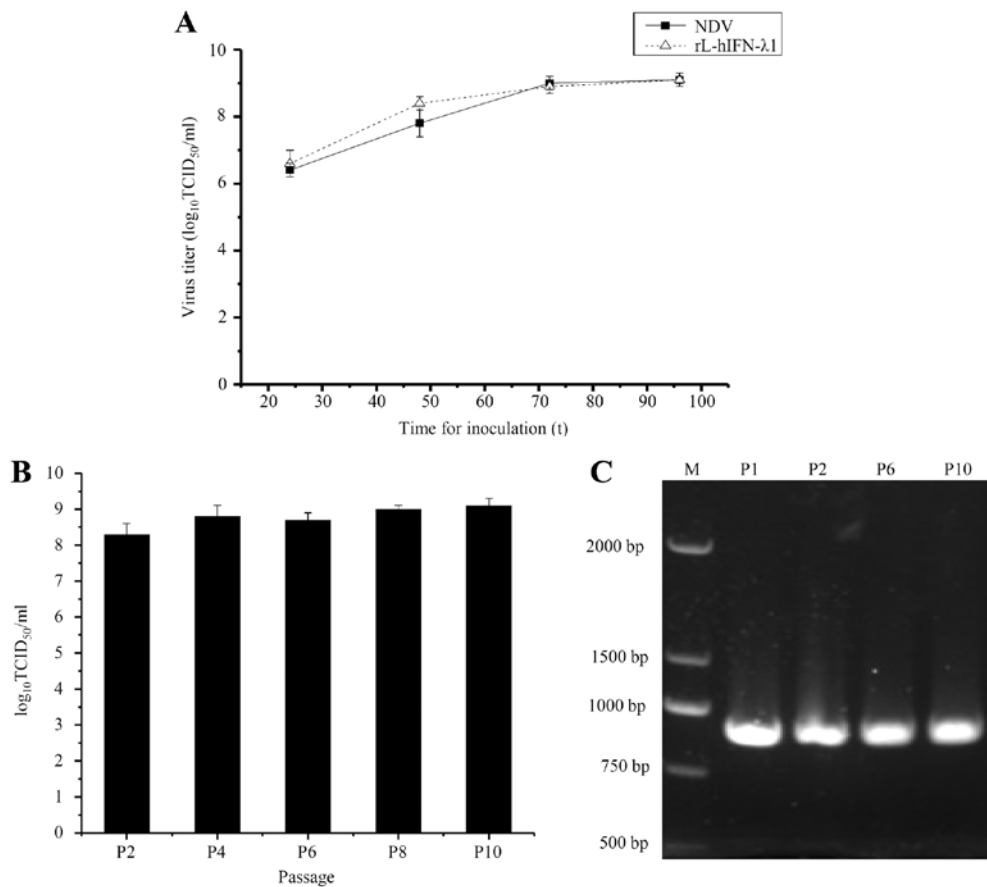 A
NDV
rL-hIFN-λ1
10
8
6
4
2
0
Virus titer (log₁₀TCID₅₀/ml)
20 30 40 50 60 70 80 90 100
Time for inoculation (t)
B
10
9
8
7
6
5
4
3
2
1
0
log₁₀TCID₅₀/ml
P2 P4 P6 P8 P10
Passage
C
M P1 P2 P6 P10
2000 bp
1500 bp
1000 bp
750 bp
500 bp